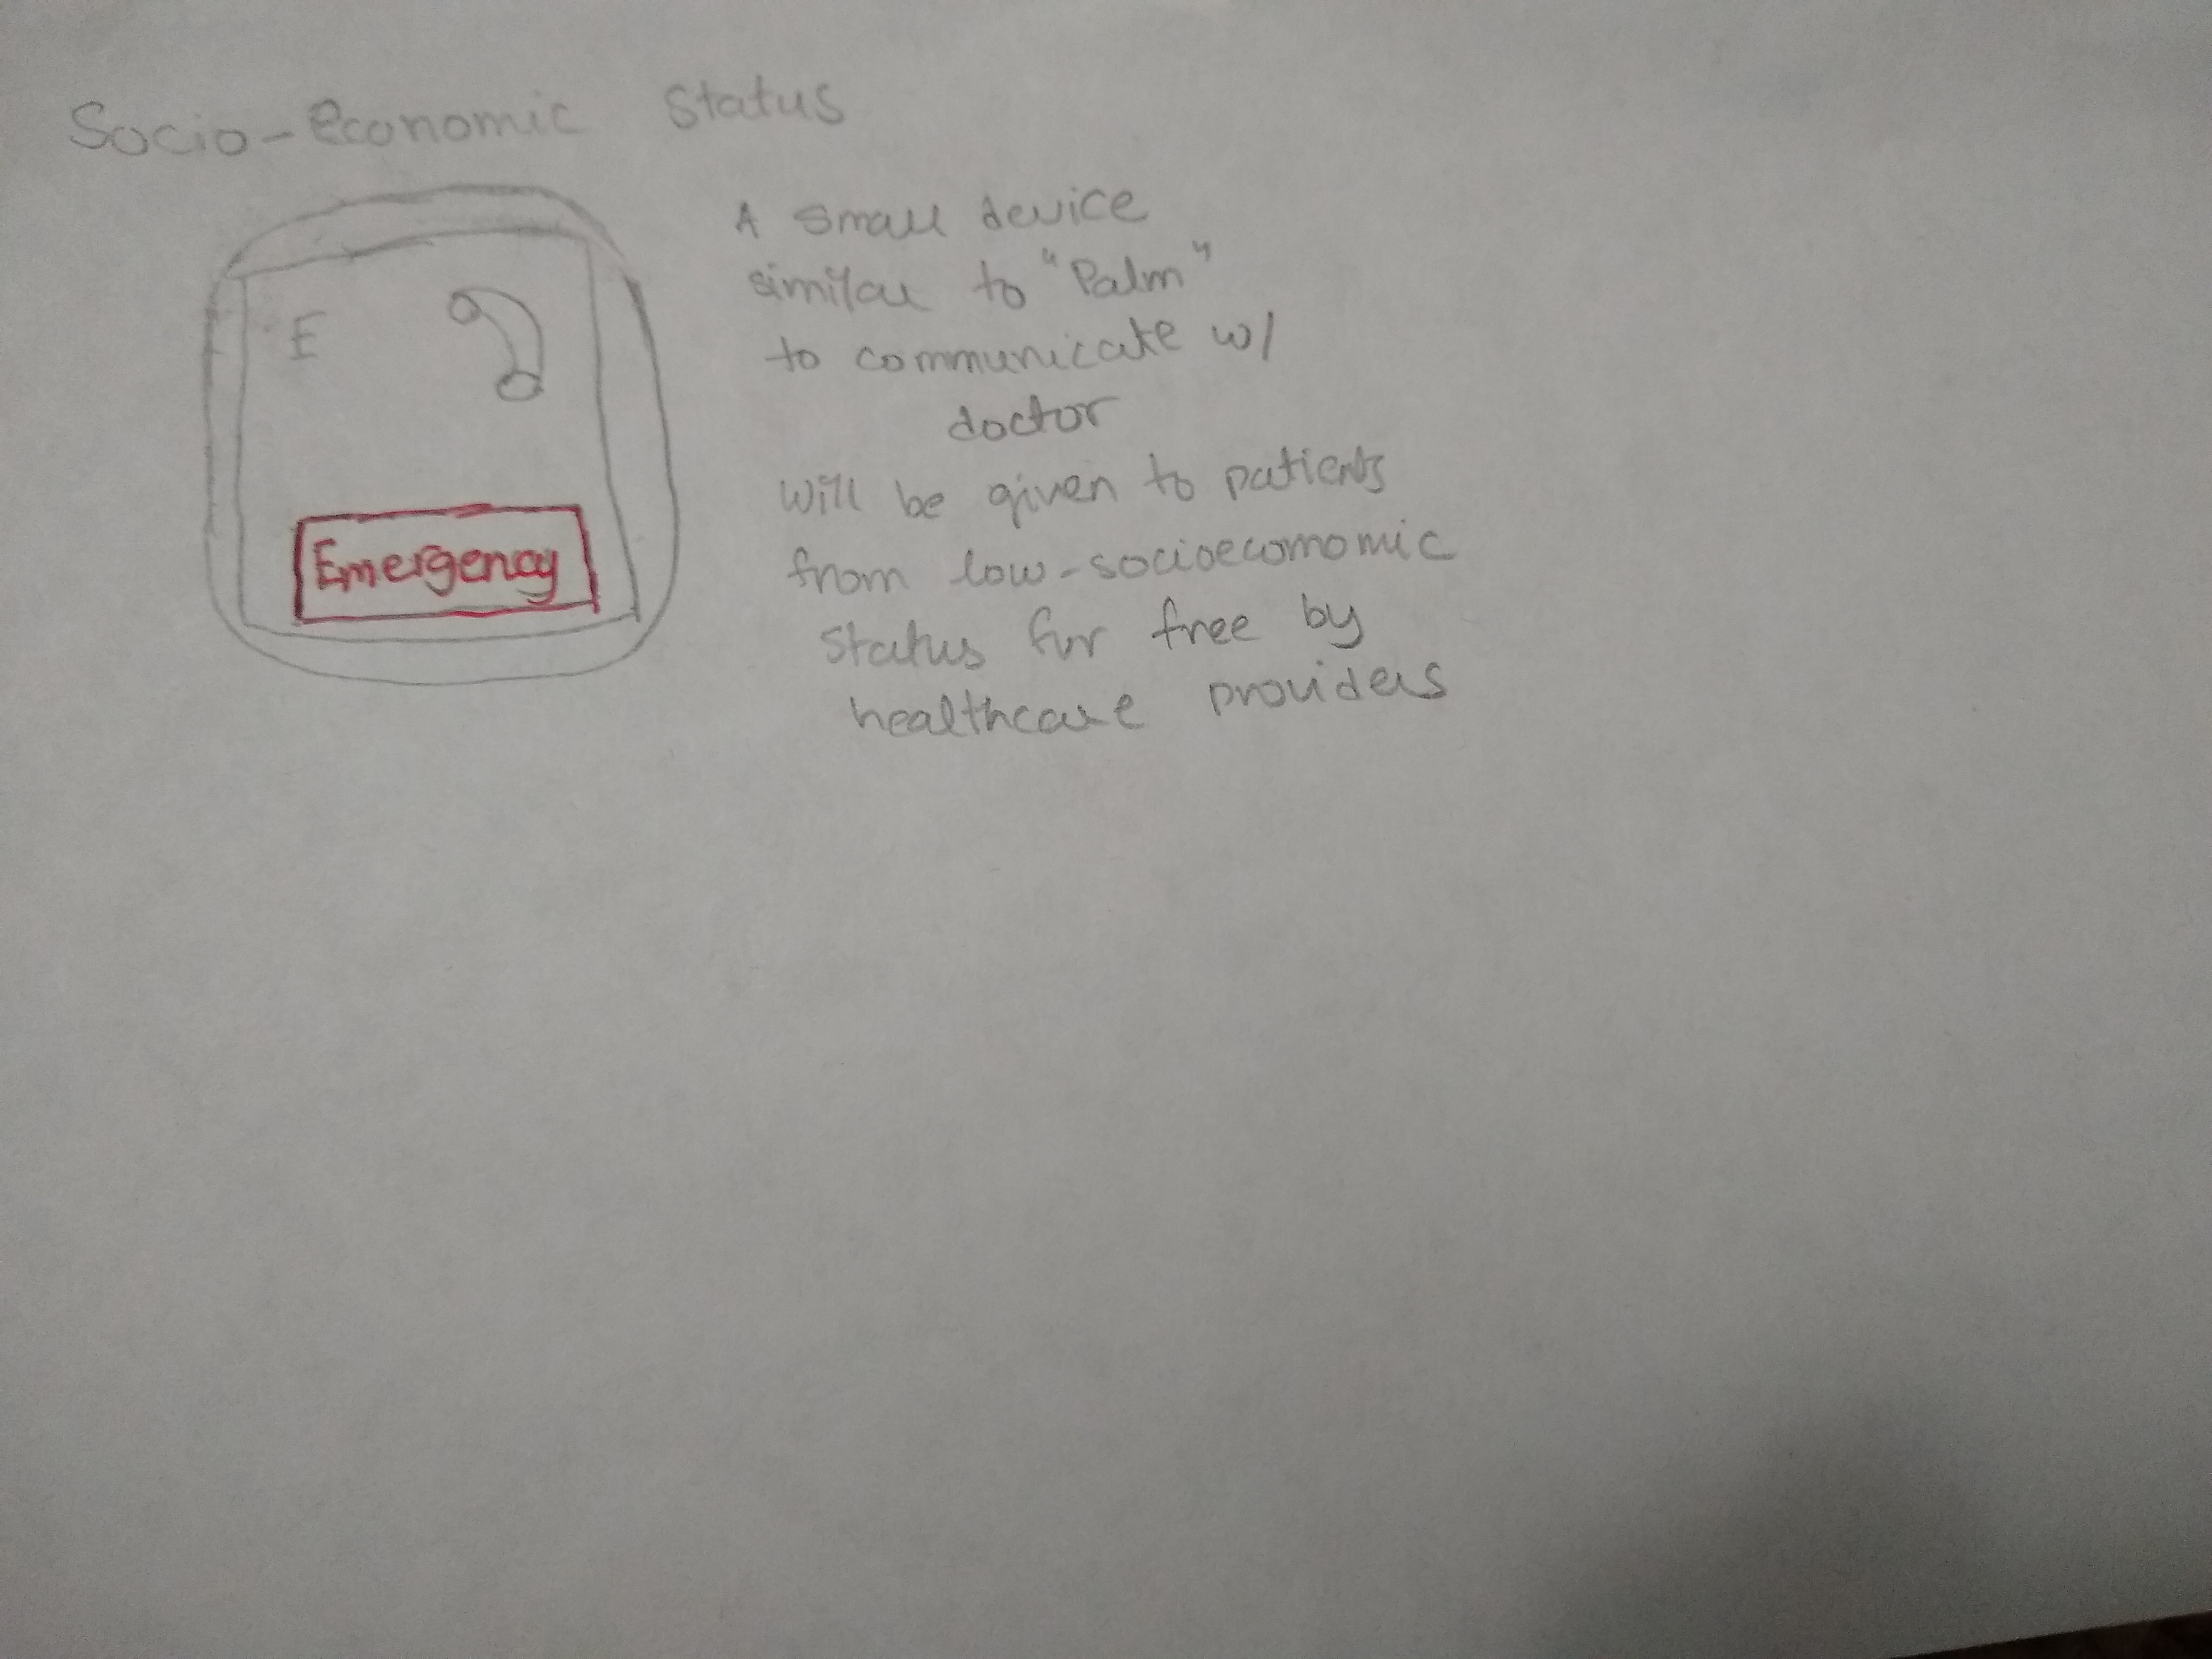 Socio-economic Status
A small device
similar to "Palm"
to communicate w/
doctor
will be given to patients
from low-socioecomomic
status for free by
healthcare providers
E
Emergency